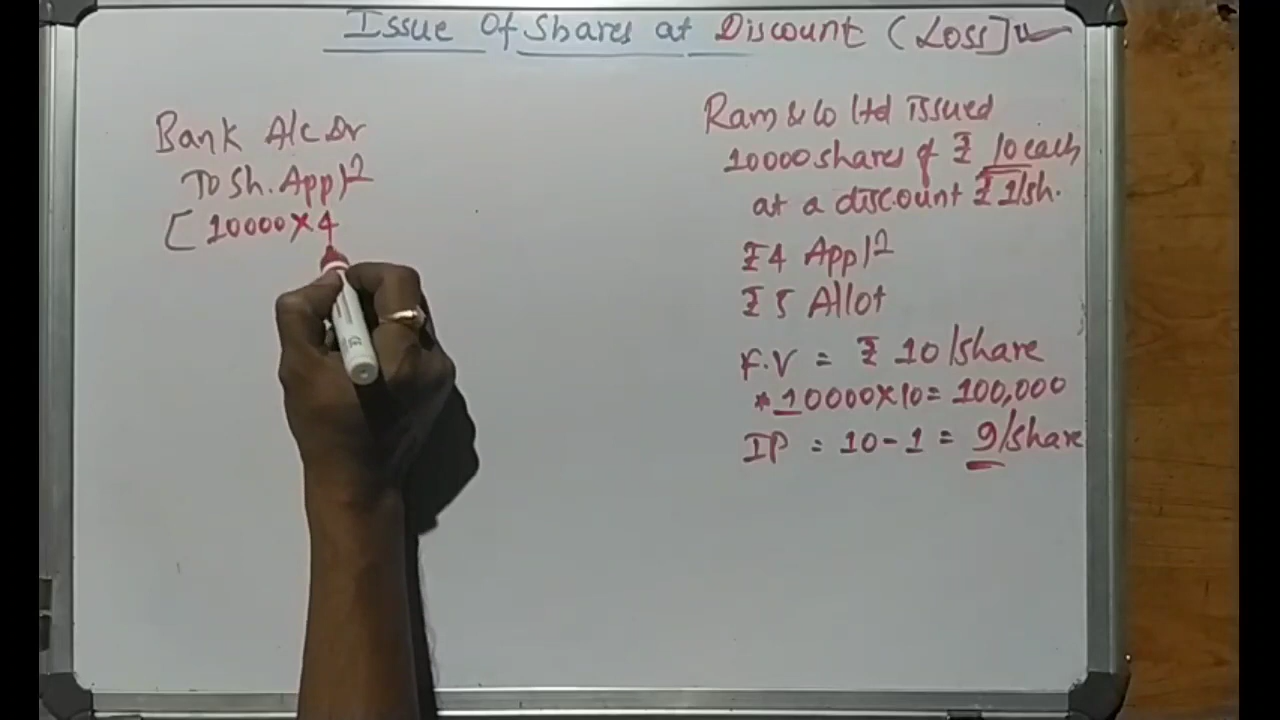 Issue Of Shares at Discount (Loss]
Bank A/c Dr
To Sh. Appl²
[10000×4
Ram & Co Ltd issued
10000 shares of ₹ 10 each
at a discount ₹ 1/sh.
₹ 4 Appl²
₹ 5 Allot
F.V = ₹ 10/share
*10000×10= 100,000
IP = 10-1 = 9/share